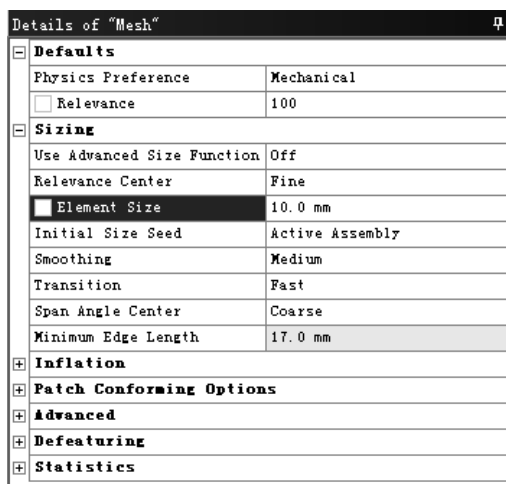 Details of "Mesh"
Defaults
Physics Preference Mechanical
Relevance 100
Sizing
Use Advanced Size Function Off
Relevance Center Fine
Element Size 10.0 mm
Initial Size Seed Active Assembly
Smoothing Medium
Transition Fast
Span Angle Center Coarse
Minimum Edge Length 17.0 mm
Inflation
Patch Conforming Options
Advanced
Defeaturing
Statistics